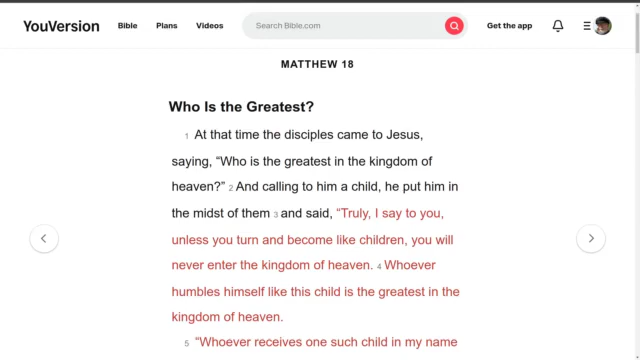 YouVersion Bible Plans Videos Search Bible.com Get the app
MATTHEW 18
Who Is the Greatest?
1 At that time the disciples came to Jesus,
saying, “Who is the greatest in the kingdom of
heaven?” 2 And calling to him a child, he put him in
the midst of them 3 and said, “Truly, I say to you,
unless you turn and become like children, you will
never enter the kingdom of heaven. 4 Whoever
humbles himself like this child is the greatest in the
kingdom of heaven.
5 “Whoever receives one such child in my name